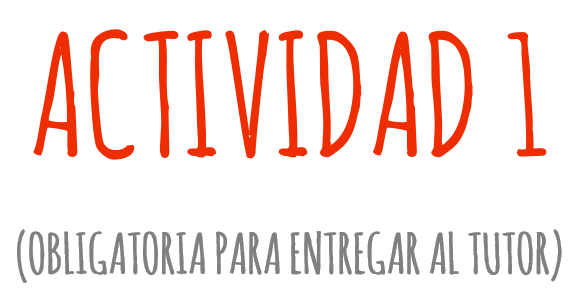 ACTIVIDAD 1
(OBLIGATORIA PARA ENTREGAR AL TUTOR)